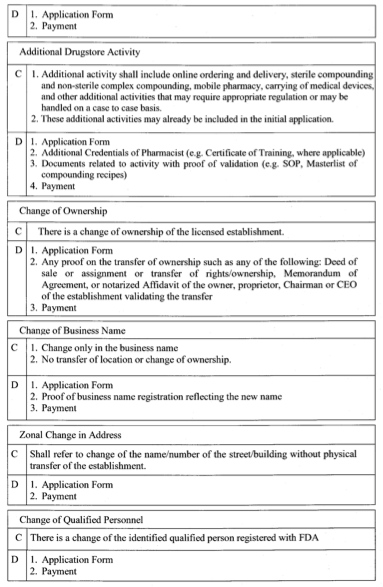 D 1. Application Form
2. Payment
Additional Drugstore Activity
C 1. Additional activity shall include online ordering and delivery, sterile compounding
and non-sterile complex compounding, mobile pharmacy, carrying of medical devices,
and other additional activities that may require appropriate regulation or may be
handled on a case to case basis.
2. These additional activities may already be included in the initial application.
D 1. Application Form
2. Additional Credentials of Pharmacist (e.g. Certificate of Training, where applicable)
3. Documents related to activity with proof of validation (e.g. SOP, Masterlist of
compounding recipes)
4. Payment
Change of Ownership
C There is a change of ownership of the licensed establishment.
D 1. Application Form
2. Any proof on the transfer of ownership such as any of the following: Deed of
sale or assignment or transfer of rights/ownership, Memorandum of
Agreement, or notarized Affidavit of the owner, proprietor, Chairman or CEO
of the establishment validating the transfer
3. Payment
Change of Business Name
C 1. Change only in the business name
2. No transfer of location or change of ownership.
D 1. Application Form
2. Proof of business name registration reflecting the new name
3. Payment
Zonal Change in Address
C Shall refer to change of the name/number of the street/building without physical
transfer of the establishment.
D 1. Application Form
2. Payment
Change of Qualified Personnel
C There is a change of the identified qualified person registered with FDA
D 1. Application Form
2. Payment